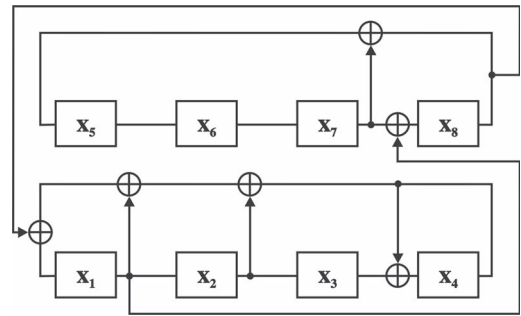 X₅ X₆ X₇ X₈
X₁ X₂ X₃ X₄